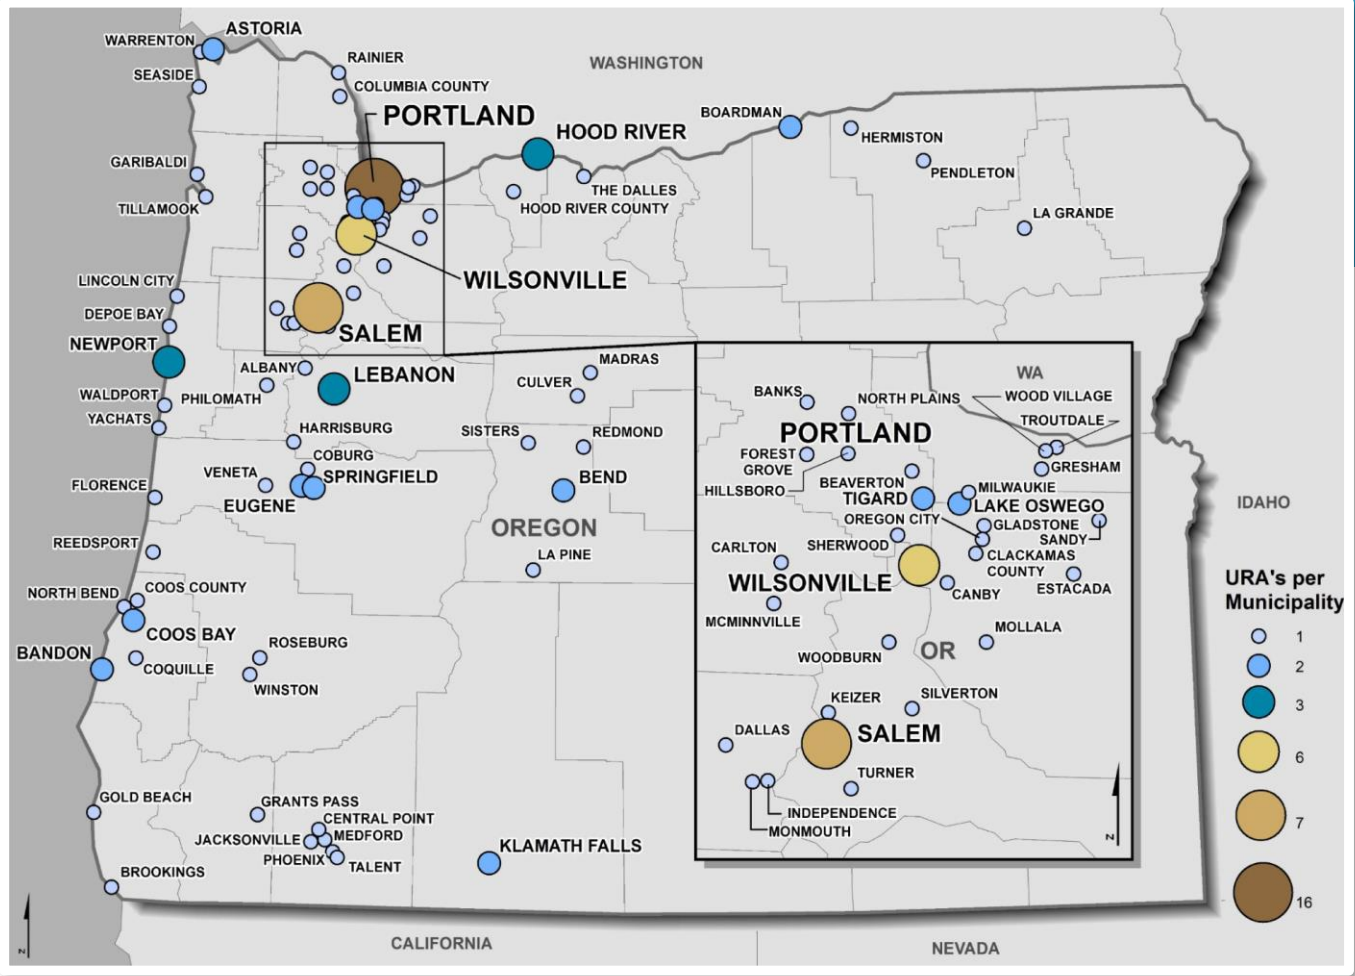 ASTORIA
WARRENTON
RAINIER
SEASIDE
COLUMBIA COUNTY
WASHINGTON
PORTLAND
BOARDMAN
HOOD RIVER
HERMISTON
GARIBALDI
PENDLETON
THE DALLES
HOOD RIVER COUNTY
TILLAMOOK
LA GRANDE
LINCOLN CITY
WILSONVILLE
DEPOE BAY
SALEM
NEWPORT
ALBANY
LEBANON
MADRAS
CULVER
WALDPORT
PHILOMATH
YACHATS
HARRISBURG
SISTERS
REDMOND
COBURG
VENETA
SPRINGFIELD
BEND
FLORENCE
EUGENE
OREGON
REEDSPORT
LA PINE
NORTH BEND
COOS COUNTY
COOS BAY
ROSEBURG
BANDON
COQUILLE
WINSTON
GOLD BEACH
GRANTS PASS
CENTRAL POINT
JACKSONVILLE
MEDFORD
PHOENIX
TALENT
KLAMATH FALLS
BROOKINGS
N
CALIFORNIA
NEVADA
IDAHO
WA
BANKS
NORTH PLAINS
WOOD VILLAGE
TROUTDALE
PORTLAND
FOREST
GROVE
HILLSBORO
BEAVERTON
GRESHAM
TIGARD
MILWAUKIE
LAKE OSWEGO
OREGON CITY
GLADSTONE
SANDY
SHERWOOD
CLACKAMAS
COUNTY
CARLTON
WILSONVILLE
ESTACADA
CANBY
MCMINNVILLE
MOLLALA
WOODBURN
OR
KEIZER
SILVERTON
DALLAS
SALEM
TURNER
INDEPENDENCE
MONMOUTH
N
URA's per
Municipality
1
2
3
6
7
16